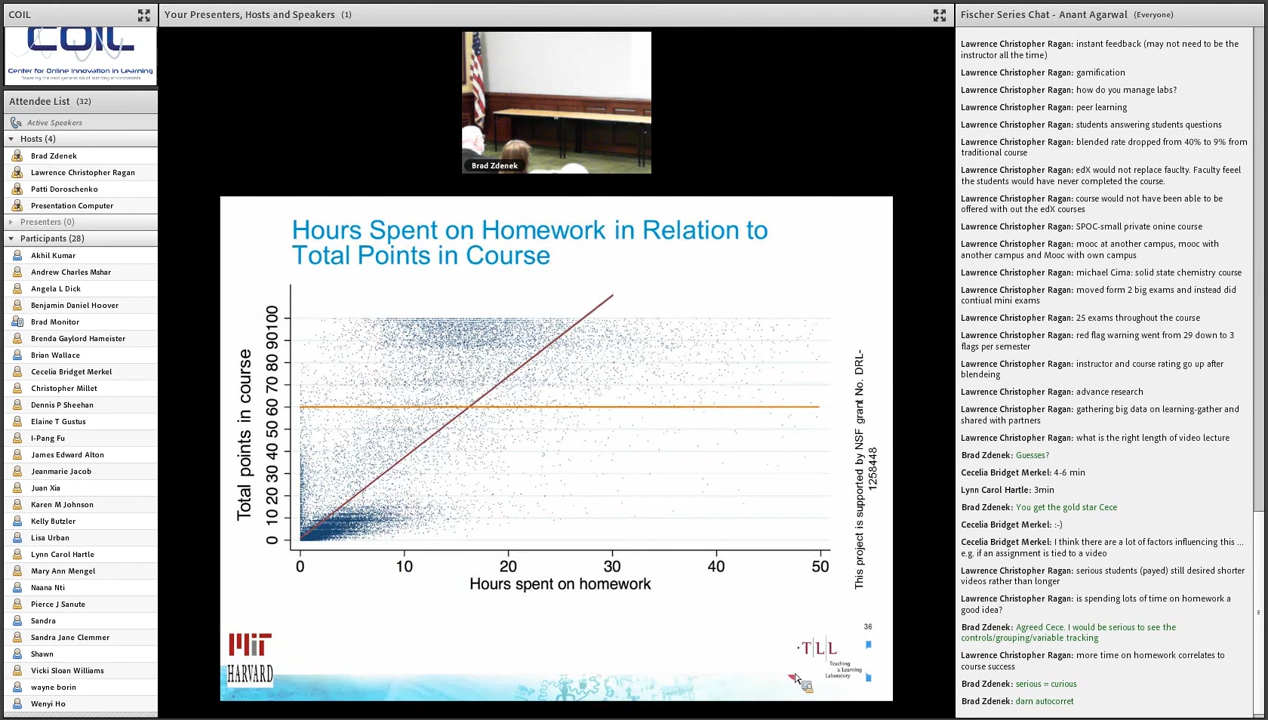 COIL
COIL
Center for Online Innovation in Learning
Attendee List (32)
Active Speakers
Hosts (4)
Brad Zdenek
Lawrence Christopher Ragan
Patti Doroschenko
Presentation Computer
Presenters (0)
Participants (28)
Akhil Kumar
Andrew Charles Mshar
Angela L Dick
Benjamin Daniel Hoover
Brad Monitor
Brenda Gaylord Hameister
Brian Wallace
Cecelia Bridget Merkel
Christopher Millet
Dennis P Sheehan
Elaine T Gustus
I-Pang Fu
James Edward Alton
Jeanmarie Jacob
Juan Xia
Karen M Johnson
Kelly Butzler
Lisa Urban
Lynn Carol Hartle
Mary Ann Mengel
Naana Nti
Pierce J Sanute
Sandra
Sandra Jane Clemmer
Shawn
Vicki Sloan Williams
wayne borin
Wenyi Ho
Your Presenters, Hosts and Speakers (1)
Brad Zdenek
Hours Spent on Homework in Relation to
Total Points in Course
Total points in course
0 10 20 30 40 50 60 70 80 90 100
0 10 20 30 40 50
Hours spent on homework
This project is supported by NSF grant No. DRL-
1258448
36
MIT
HARVARD
TLL
Teaching
& Learning
Laboratory
Fischer Series Chat - Anant Agarwal (Everyone)
Lawrence Christopher Ragan: instant feedback (may not need to be the
instructor all the time)
Lawrence Christopher Ragan: gamification
Lawrence Christopher Ragan: how do you manage labs?
Lawrence Christopher Ragan: peer learning
Lawrence Christopher Ragan: students answering students questions
Lawrence Christopher Ragan: blended rate dropped from 40% to 9% from
traditional course
Lawrence Christopher Ragan: edX would not replace faculty. Faculty feeel
the students would have never completed the course.
Lawrence Christopher Ragan: course would not have been able to be
offered with out the edX courses
Lawrence Christopher Ragan: SPOC-small private onine course
Lawrence Christopher Ragan: mooc at another campus, mooc with
another campus and Mooc with own campus
Lawrence Christopher Ragan: michael Cima: solid state chemistry course
Lawrence Christopher Ragan: moved form 2 big exams and instead did
contiual mini exams
Lawrence Christopher Ragan: 25 exams throughout the course
Lawrence Christopher Ragan: red flag warning went from 29 down to 3
flags per semester
Lawrence Christopher Ragan: instructor and course rating go up after
blendeing
Lawrence Christopher Ragan: advance research
Lawrence Christopher Ragan: gathering big data on learning-gather and
shared with partners
Lawrence Christopher Ragan: what is the right length of video lecture
Brad Zdenek: Guesses?
Cecelia Bridget Merkel: 4-6 min
Lynn Carol Hartle: 3min
Brad Zdenek: You get the gold star Cece
Cecelia Bridget Merkel: :-)
Cecelia Bridget Merkel: I think there are a lot of factors influencing this ...
e.g. if an assignment is tied to a video
Lawrence Christopher Ragan: serious students (payed) still desired shorter
videos rather than longer
Lawrence Christopher Ragan: is spending lots of time on homework a
good idea?
Brad Zdenek: Agreed Cece. I would be serious to see the
controls/grouping/variable tracking
Lawrence Christopher Ragan: more time on homework correlates to
course success
Brad Zdenek: serious = curious
Brad Zdenek: darn autocorret